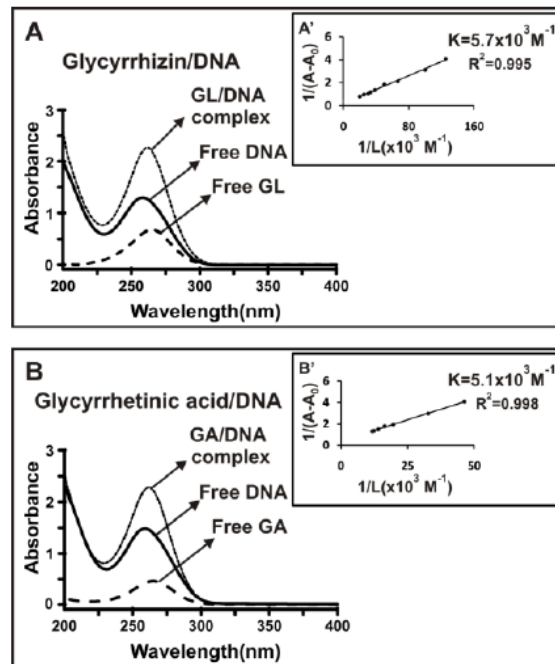 A
Glycyrrhizin/DNA
GL/DNA
complex
Free DNA
Free GL
Absorbance
3
2
1
0
200 250 300 350 400
Wavelength(nm)
A'
K=5.7x10³M⁻¹
R²=0.995
1/(A-A₀)
6
4
2
0
0 80 160
1/L(x10³ M⁻¹)
B
Glycyrrhetinic acid/DNA
GA/DNA
complex
Free DNA
Free GA
Absorbance
3
2
1
0
200 250 300 350 400
Wavelength(nm)
B'
K=5.1x10³M⁻¹
R²=0.998
1/(A-A₀)
6
4
2
0
0 25 50
1/L(x10³ M⁻¹)